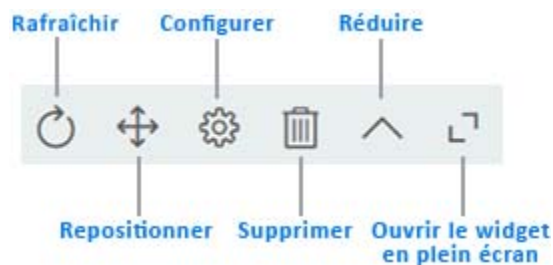 Rafraîchir
Configurer
Réduire
Repositionner
Supprimer
Ouvrir le widget
en plein écran